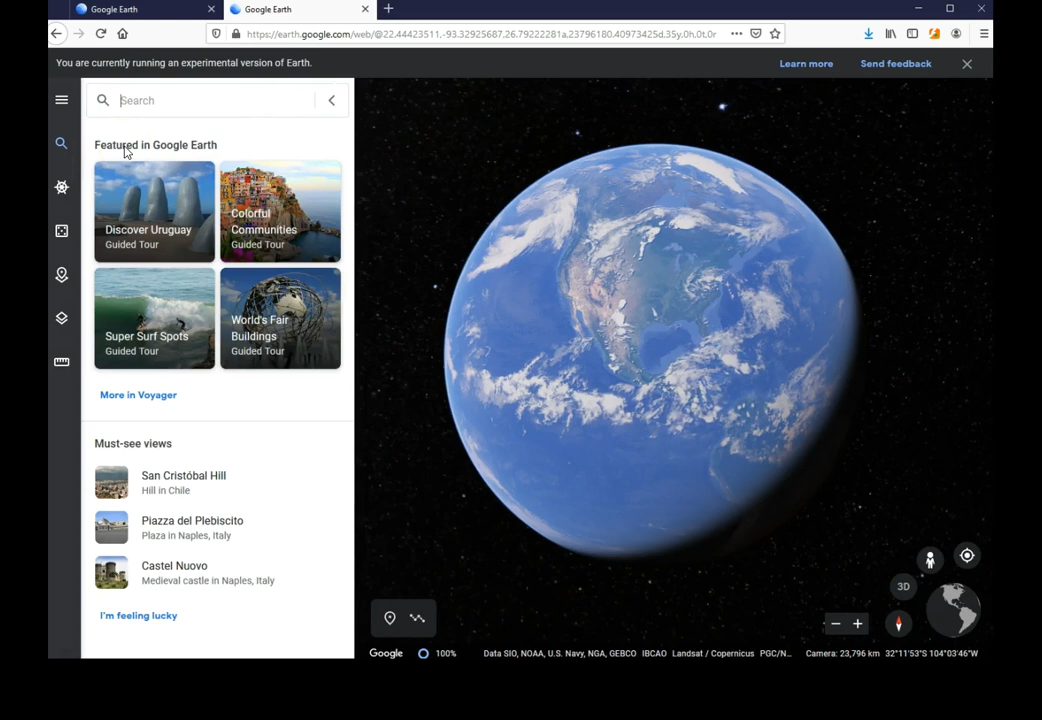 Google Earth
Google Earth
https://earth.google.com/web/@22.44423511,-93.32925687,26.79222281a,23796180.40973425d,35y,0h,0t,0r
You are currently running an experimental version of Earth.
Learn more
Send feedback
Search
Featured in Google Earth
Discover Uruguay
Guided Tour
Colorful
Communities
Guided Tour
Super Surf Spots
Guided Tour
World's Fair
Buildings
Guided Tour
More in Voyager
Must-see views
San Cristóbal Hill
Hill in Chile
Piazza del Plebiscito
Plaza in Naples, Italy
Castel Nuovo
Medieval castle in Naples, Italy
I'm feeling lucky
3D
Google
100%
Data SIO, NOAA, U.S. Navy, NGA, GEBCO IBCAO Landsat / Copernicus PGC/N...
Camera: 23,796 km 32°11'53"S 104°03'46"W